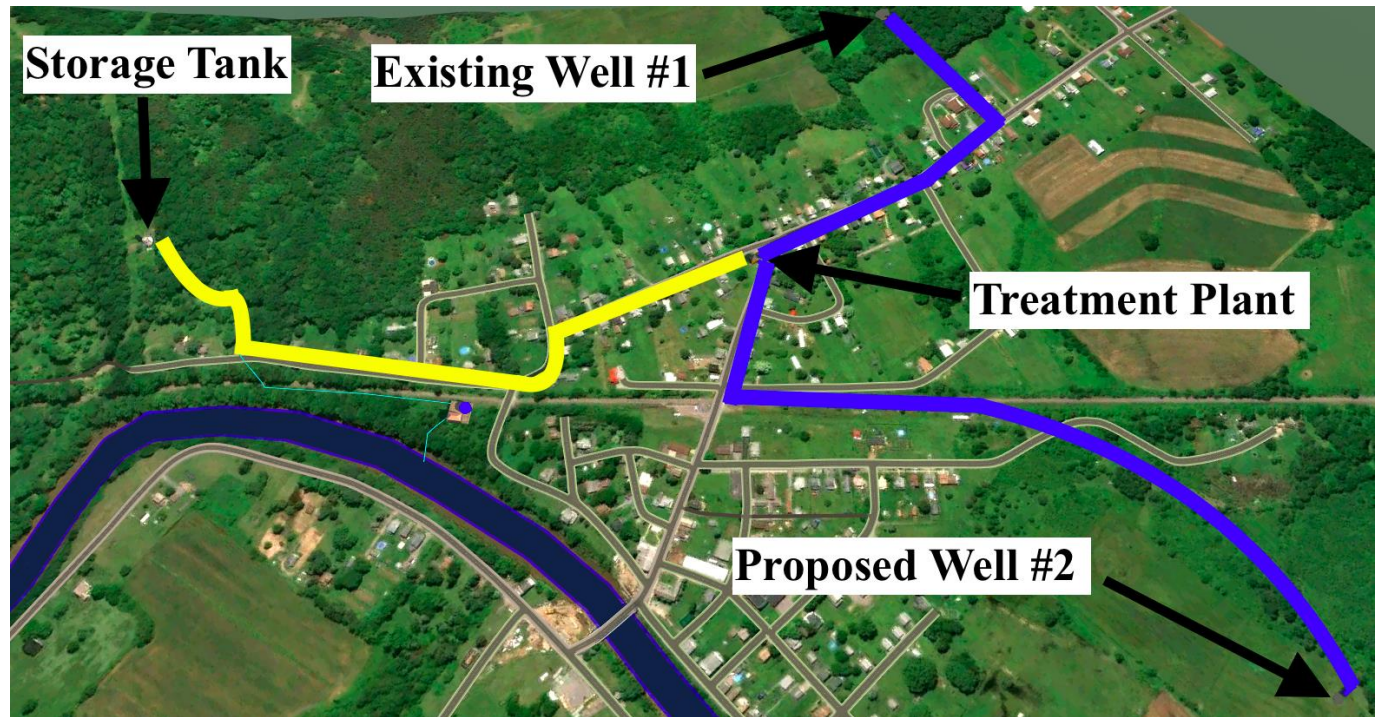 Storage Tank
Existing Well #1
Treatment Plant
Proposed Well #2